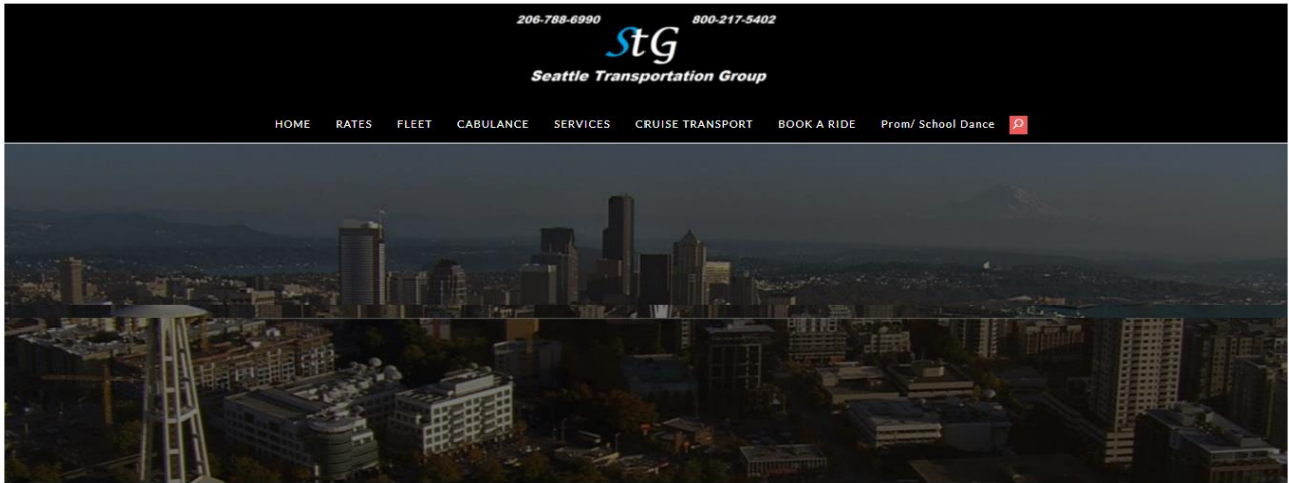 206-788-6990 800-217-5402
StG
Seattle Transportation Group
HOME RATES FLEET CABULANCE SERVICES CRUISE TRANSPORT BOOK A RIDE Prom/ School Dance